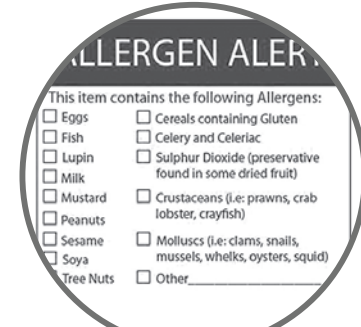 ALLERGEN ALERT
This item contains the following Allergens:
Eggs
Fish
Lupin
Milk
Mustard
Peanuts
Sesame
Soya
Tree Nuts
Cereals containing Gluten
Celery and Celeriac
Sulphur Dioxide (preservative
found in some dried fruit)
Crustaceans (i.e: prawns, crab
lobster, crayfish)
Molluscs (i.e: clams, snails,
mussels, whelks, oysters, squid)
Other